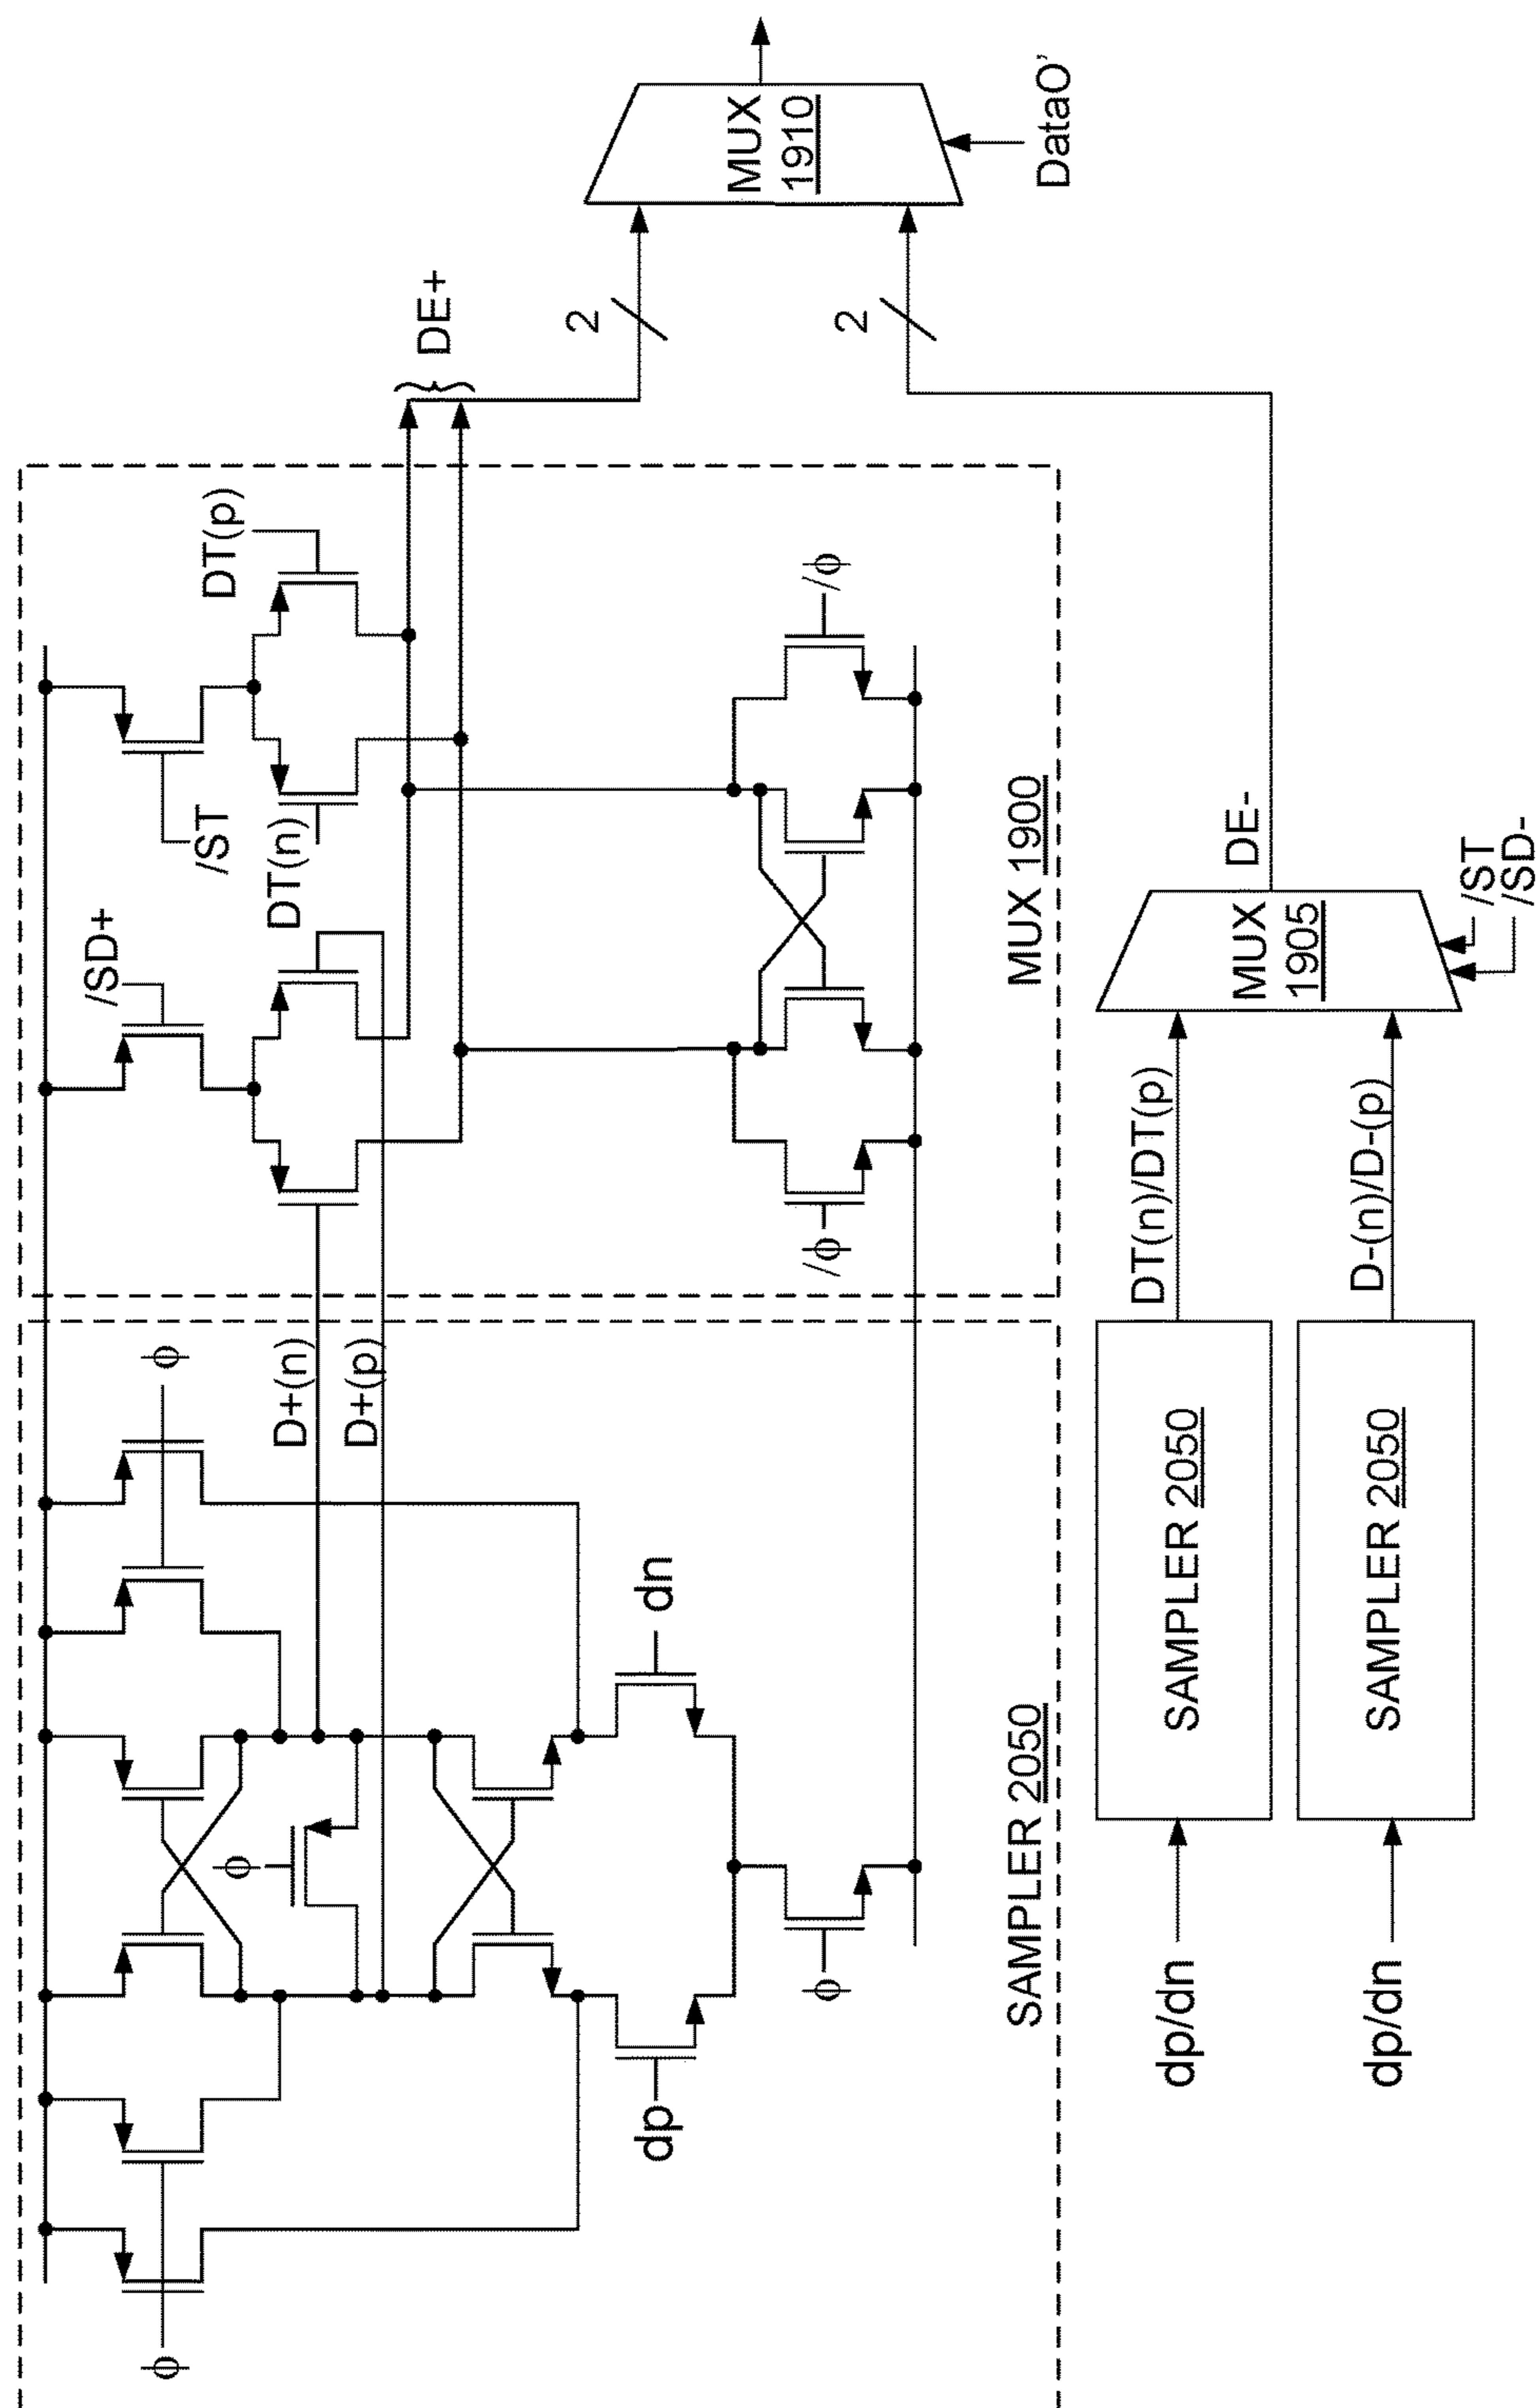 MUX
1910
DataO'
DE+
2
2
DT(p)
/ST
DT(n)
/SD+
/ϕ
/ϕ
MUX 1900
DE-
MUX
1905
/ST
/SD-
DT(n)/DT(p)
D-(n)/D-(p)
ϕ
D+(n)
D+(p)
ϕ
dn
dp
ϕ
ϕ
SAMPLER 2050
SAMPLER 2050
SAMPLER 2050
dp/dn
dp/dn